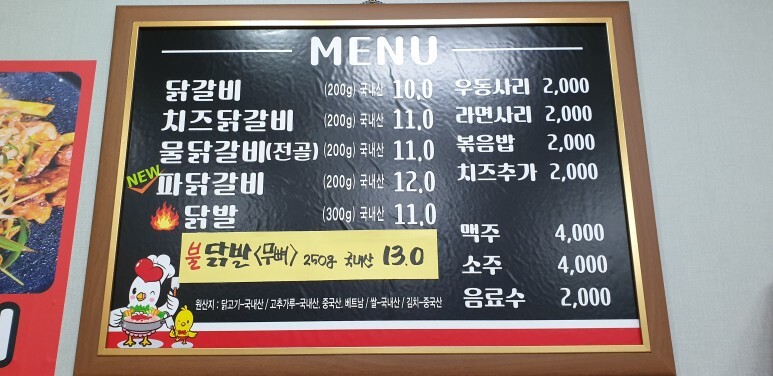 MENU
닭갈비 (200g) 국내산 10.0
치즈닭갈비 (200g) 국내산 11.0
물닭갈비(전골) (200g) 국내산 11.0
NEW 파닭갈비 (200g) 국내산 12.0
닭발 (300g) 국내산 11.0
불닭발<무뼈> 250g 국내산 13.0
우동사리 2,000
라면사리 2,000
볶음밥 2,000
치즈추가 2,000
맥주 4,000
소주 4,000
음료수 2,000
원산지 : 닭고기-국내산 / 고추가루-국내산, 중국산, 베트남 / 쌀-국내산 / 김치-중국산